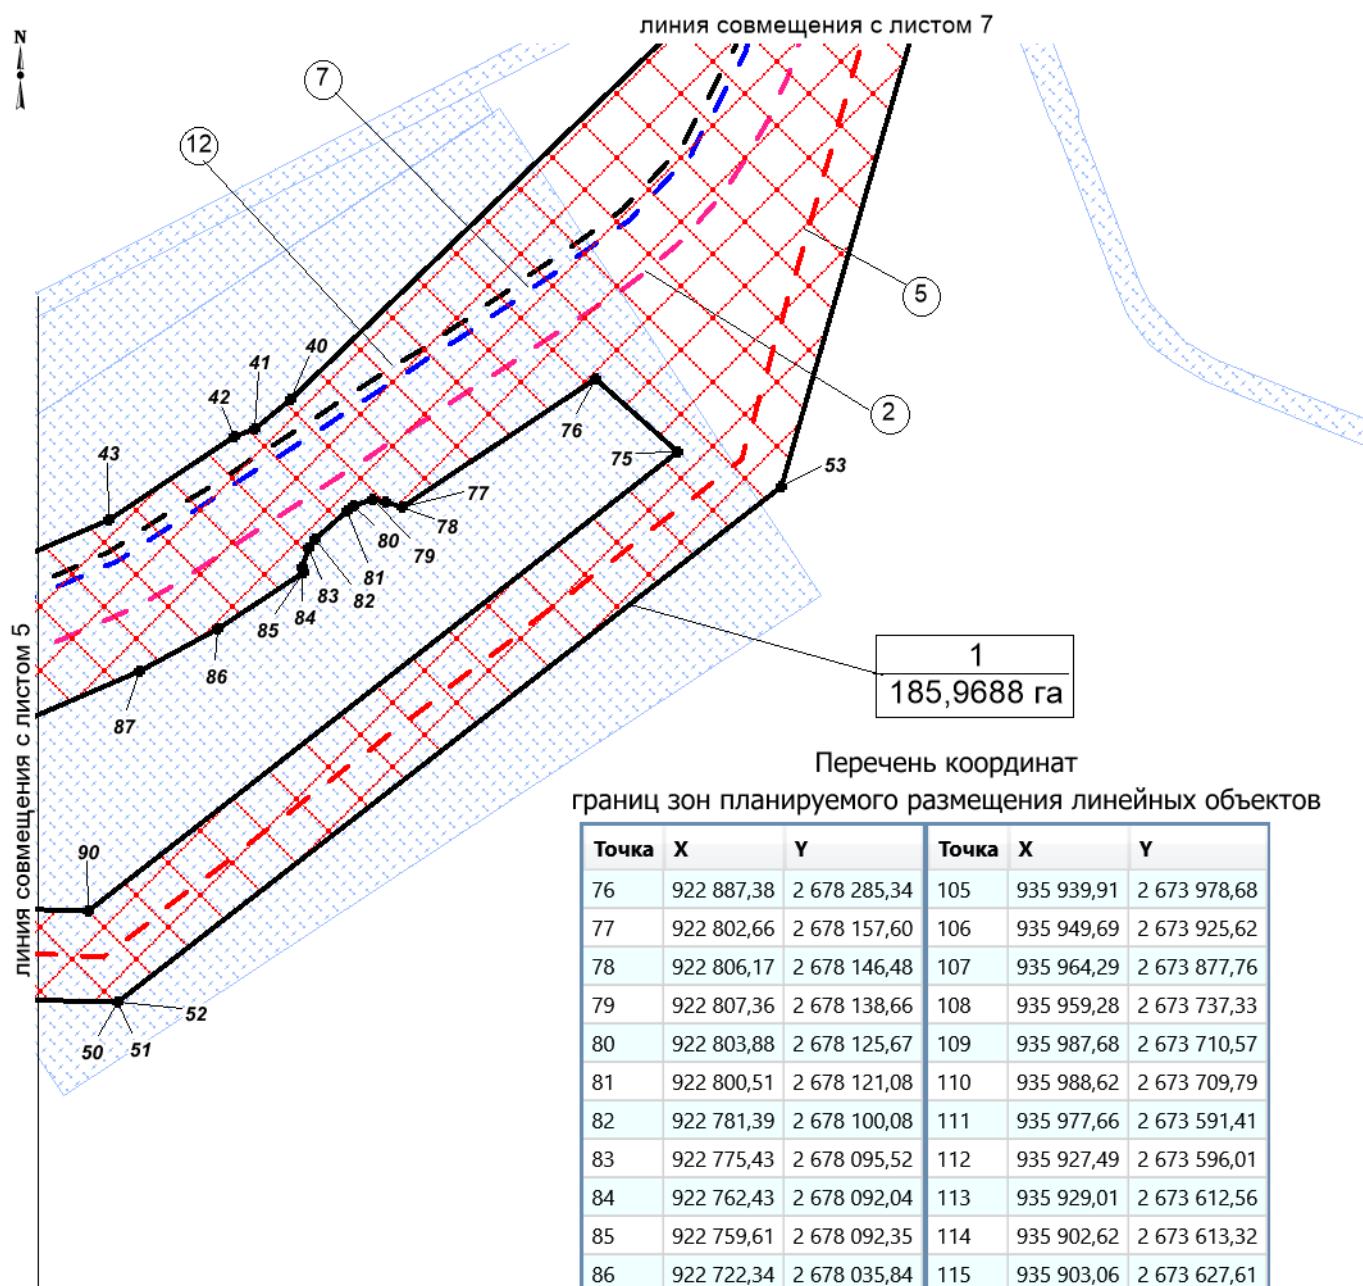 линия совмещения с листом 7
N
7
12
5
40
41
42
2
43
76
75
53
77
78
80
79
81
83
82
84
85
86
87
линия совмещения с листом 5
1
185,9688 га
90
52
50
51
Перечень координат
границ зон планируемого размещения линейных объектов
Точка X Y Точка X Y
76 922 887,38 2 678 285,34 105 935 939,91 2 673 978,68
77 922 802,66 2 678 157,60 106 935 949,69 2 673 925,62
78 922 806,17 2 678 146,48 107 935 964,29 2 673 877,76
79 922 807,36 2 678 138,66 108 935 959,28 2 673 737,33
80 922 803,88 2 678 125,67 109 935 987,68 2 673 710,57
81 922 800,51 2 678 121,08 110 935 988,62 2 673 709,79
82 922 781,39 2 678 100,08 111 935 977,66 2 673 591,41
83 922 775,43 2 678 095,52 112 935 927,49 2 673 596,01
84 922 762,43 2 678 092,04 113 935 929,01 2 673 612,56
85 922 759,61 2 678 092,35 114 935 902,62 2 673 613,32
86 922 722,34 2 678 035,84 115 935 903,06 2 673 627,61